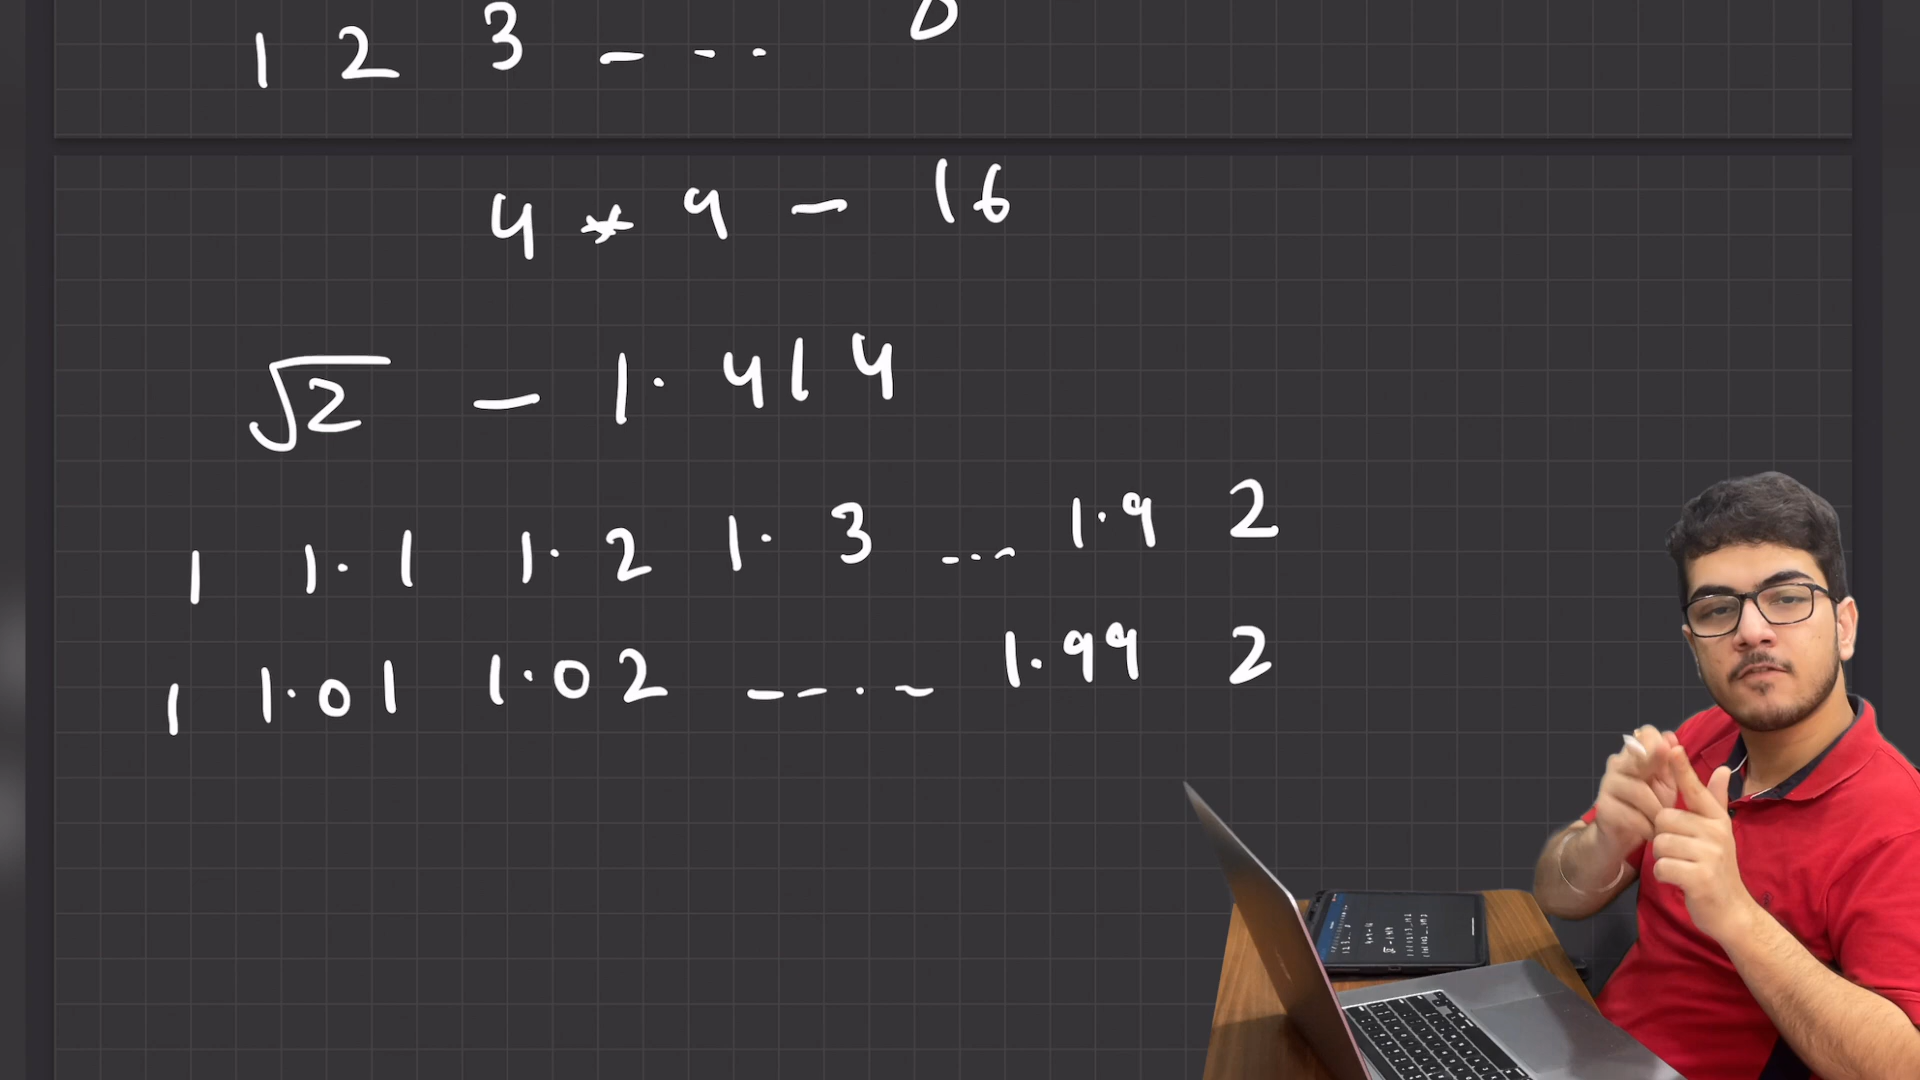 1 2 3 - - .
4 * 4 - 16
√2 - 1.414
1 1.1 1.2 1.3 ... 1.9 2
1 1.01 1.02 ---- 1.99 2